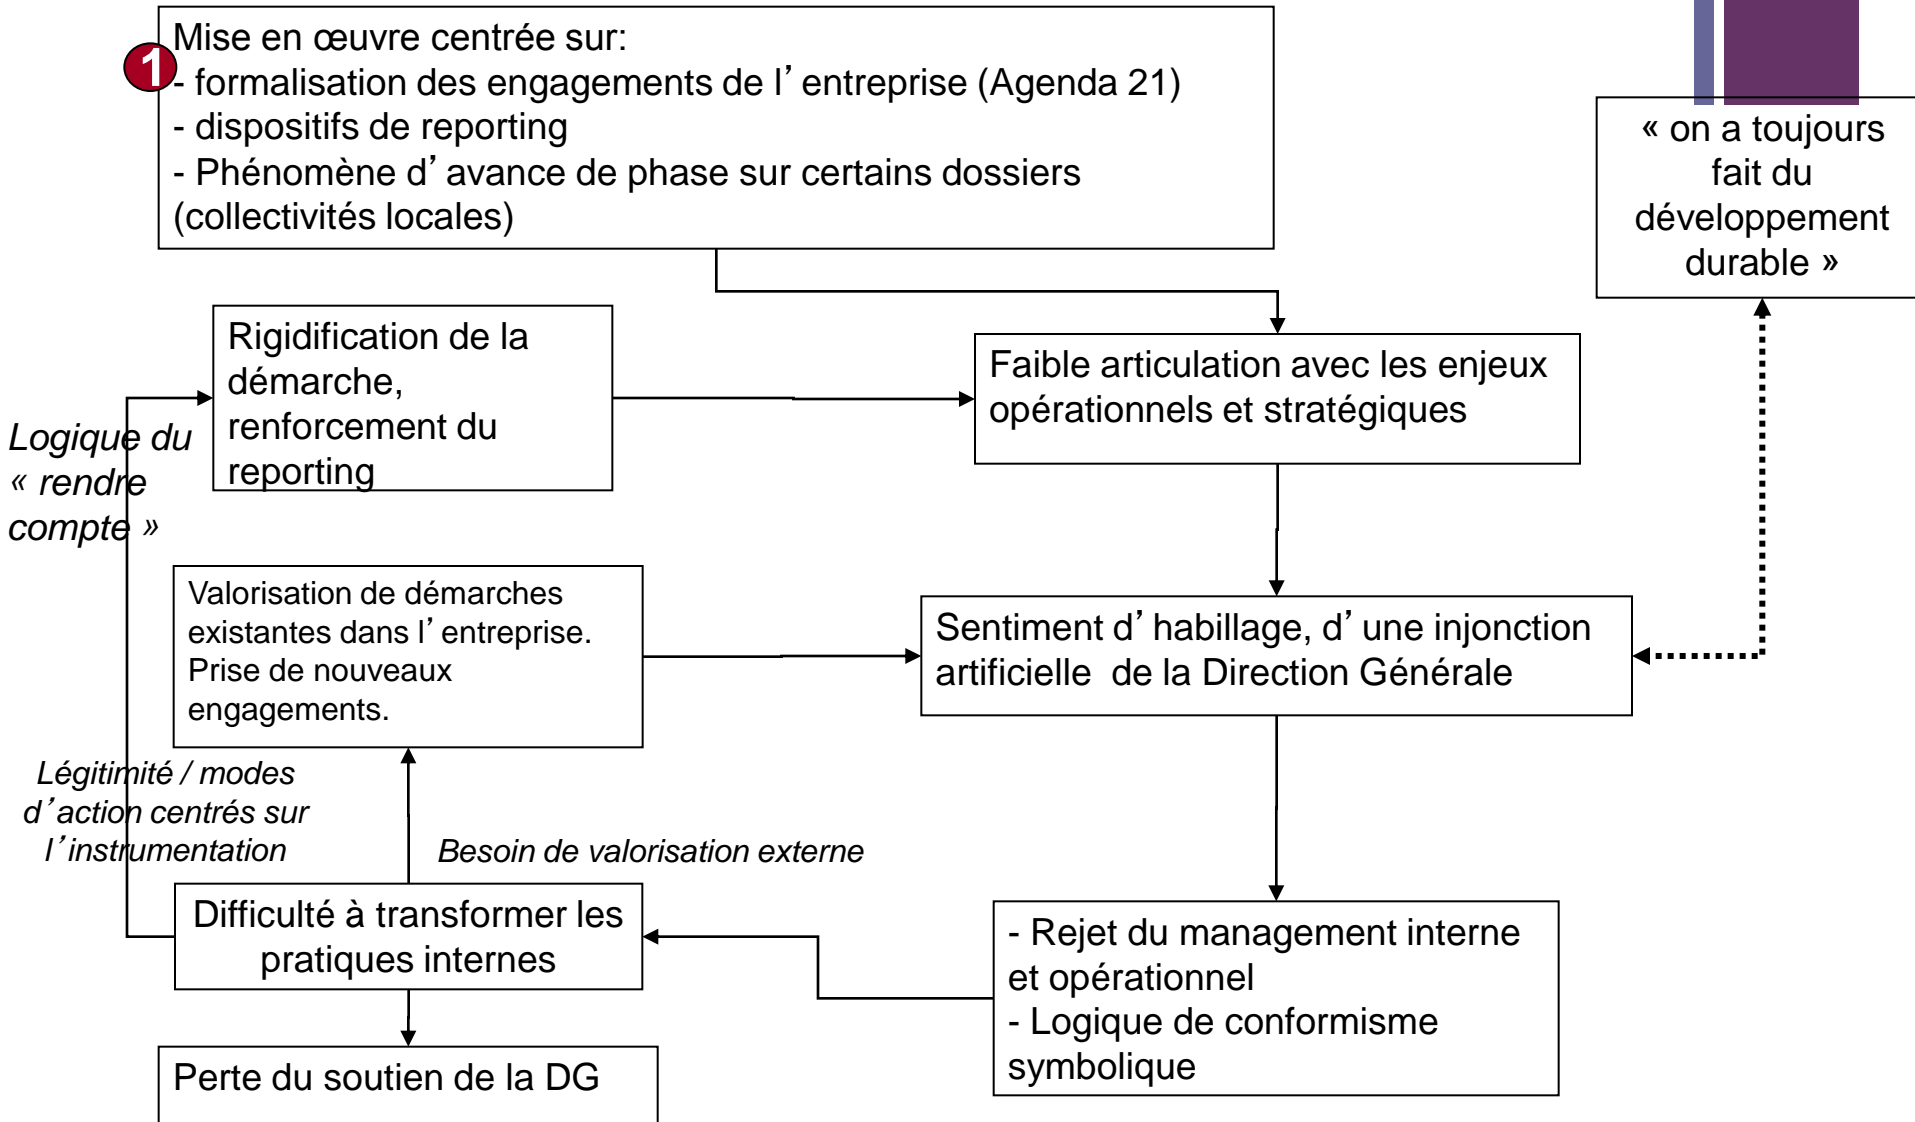 1
Mise en œuvre centrée sur:
- formalisation des engagements de l’entreprise (Agenda 21)
- dispositifs de reporting
- Phénomène d’avance de phase sur certains dossiers
(collectivités locales)
« on a toujours
fait du
développement
durable »
Rigidification de la
démarche,
renforcement du
reporting
Faible articulation avec les enjeux
opérationnels et stratégiques
Logique du
« rendre
compte »
Valorisation de démarches
existantes dans l’entreprise.
Prise de nouveaux
engagements.
Sentiment d’habillage, d’une injonction
artificielle de la Direction Générale
Légitimité / modes
d’action centrés sur
l’instrumentation
Besoin de valorisation externe
Difficulté à transformer les
pratiques internes
- Rejet du management interne
et opérationnel
- Logique de conformisme
symbolique
Perte du soutien de la DG